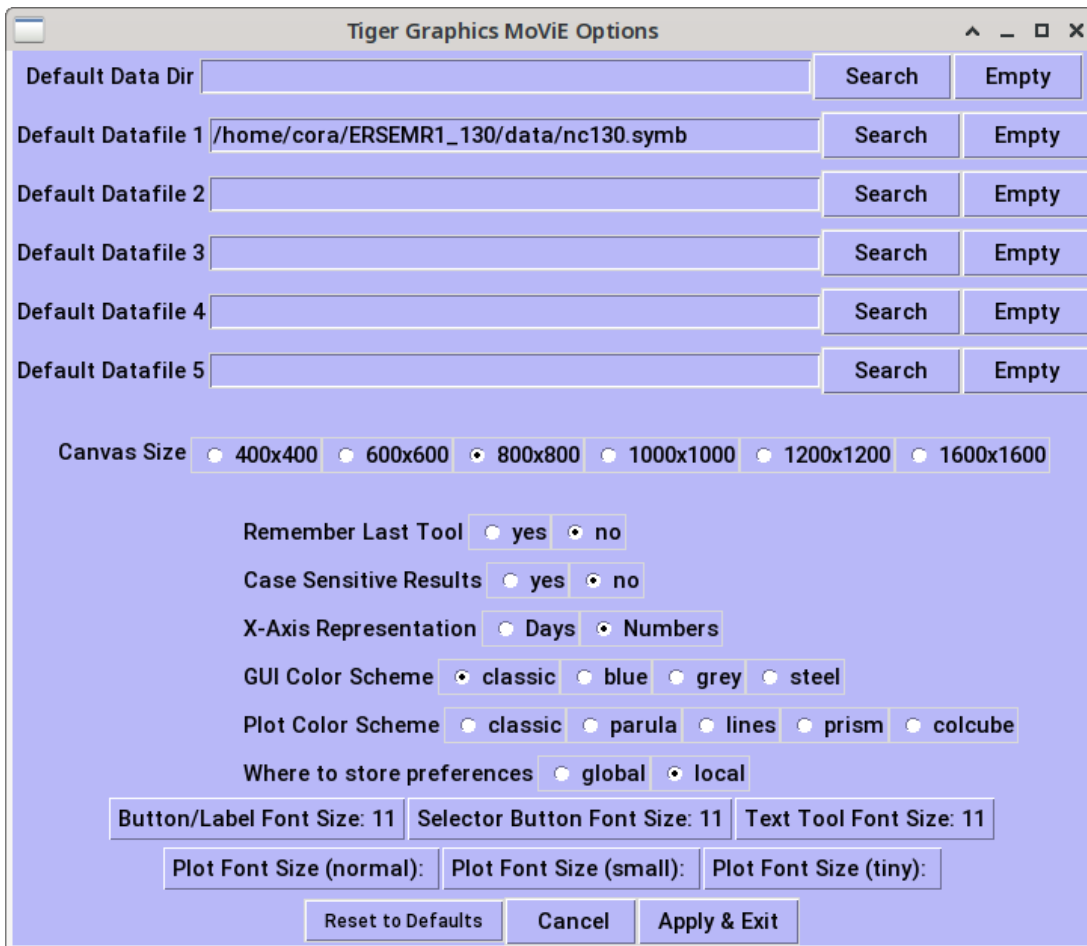 Tiger Graphics MoViE Options
Default Data Dir Search Empty
Default Datafile 1 /home/cora/ERSEMR1_130/data/nc130.symb Search Empty
Default Datafile 2 Search Empty
Default Datafile 3 Search Empty
Default Datafile 4 Search Empty
Default Datafile 5 Search Empty
Canvas Size 400x400 600x600 800x800 1000x1000 1200x1200 1600x1600
Remember Last Tool yes no
Case Sensitive Results yes no
X-Axis Representation Days Numbers
GUI Color Scheme classic blue grey steel
Plot Color Scheme classic parula lines prism colcube
Where to store preferences global local
Button/Label Font Size: 11 Selector Button Font Size: 11 Text Tool Font Size: 11
Plot Font Size (normal): Plot Font Size (small): Plot Font Size (tiny):
Reset to Defaults Cancel Apply & Exit